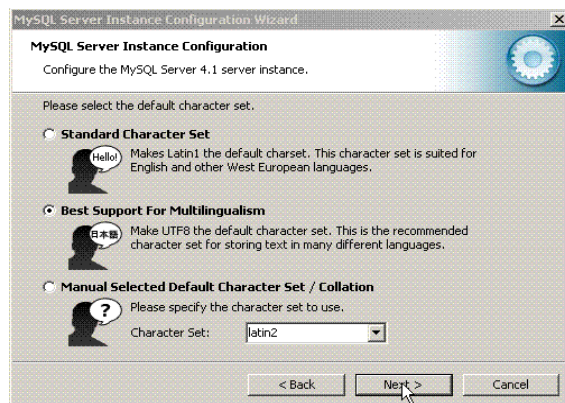 MySQL Server Instance Configuration Wizard
MySQL Server Instance Configuration
Configure the MySQL Server 4.1 server instance.
Please select the default character set.
Standard Character Set
Hello!
Makes Latin1 the default charset. This character set is suited for
English and other West European languages.
Best Support For Multilingualism
日本語
Make UTF8 the default character set. This is the recommended
character set for storing text in many different languages.
Manual Selected Default Character Set / Collation
?
Please specify the character set to use.
Character Set: latin2
< Back Next > Cancel